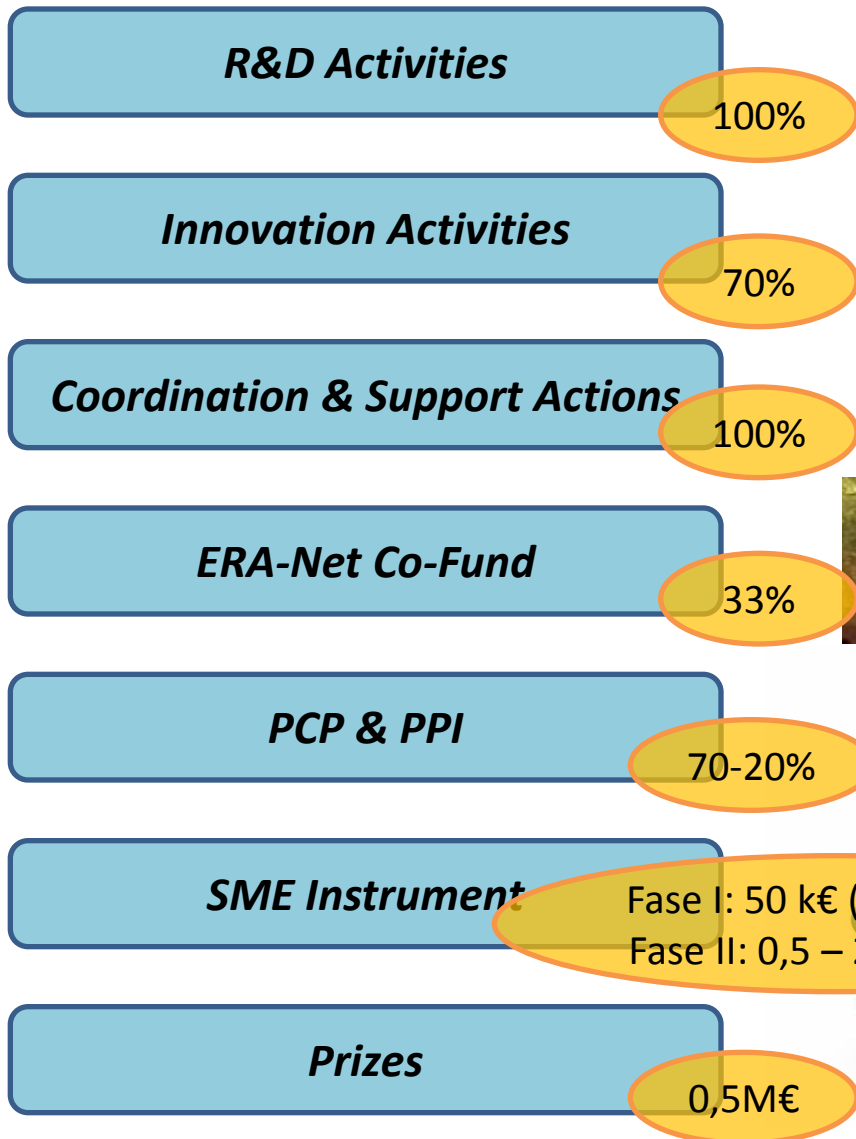 R&D Activities
100%
Innovation Activities
70%
Coordination & Support Actions
100%
ERA-Net Co-Fund
33%
PCP & PPI
70-20%
SME Instrument
Fase I: 50 k€ (
Fase II: 0,5 –
Prizes
0,5M€